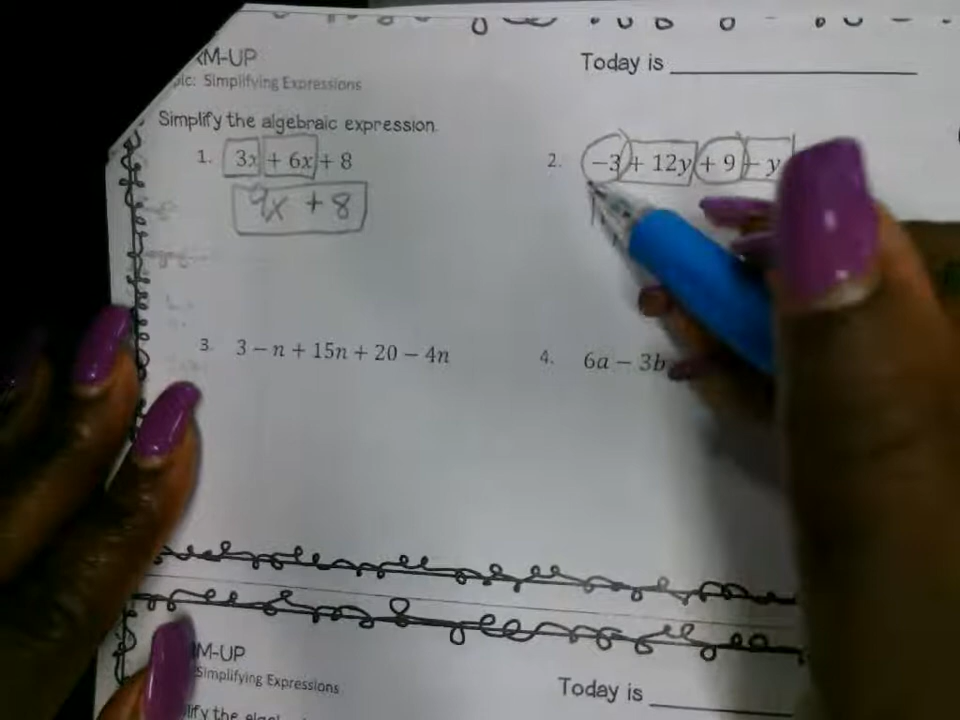 RM-UP
Today is
pic: Simplifying Expressions
Simplify the algebraic expression.
1. 3x + 6x + 8
9x + 8
2. −3 + 12y + 9 − y
3. 3 − n + 15n + 20 − 4n
4. 6a − 3b
RM-UP
Today is
Simplifying Expressions